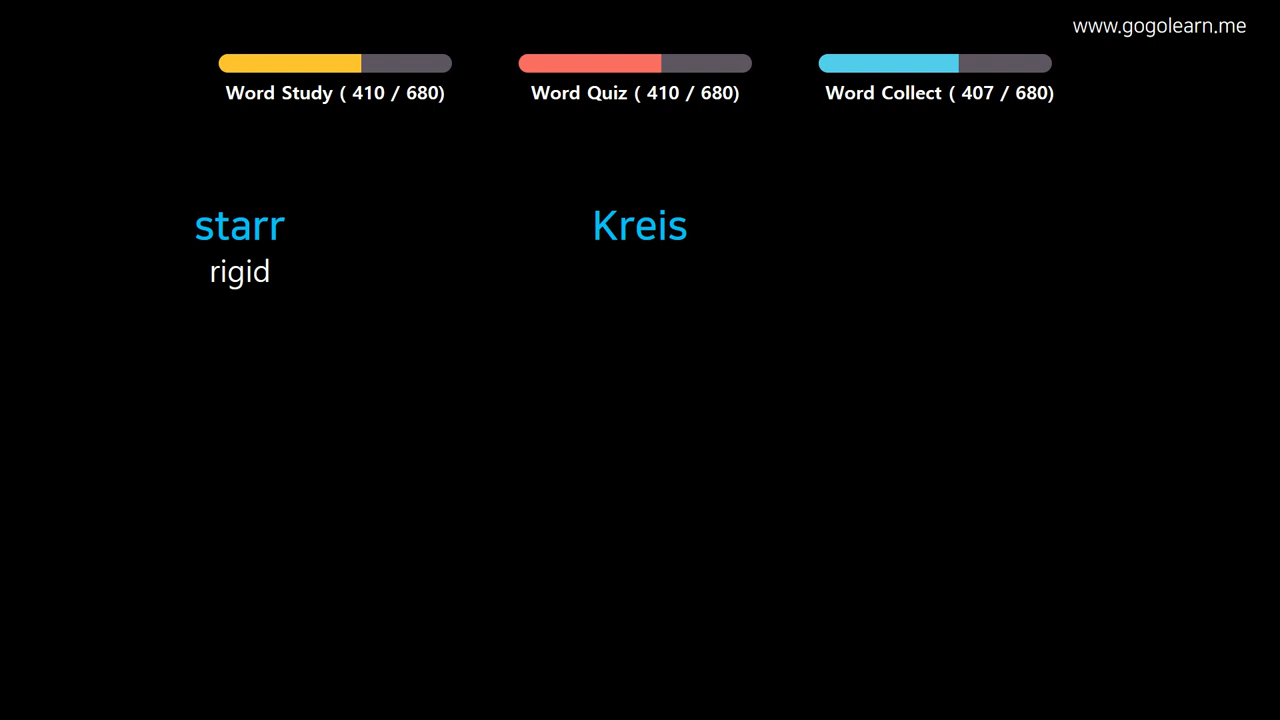 www.gogolearn.me
Word Study ( 410 / 680)
Word Quiz ( 410 / 680)
Word Collect ( 407 / 680)
starr
rigid
Kreis